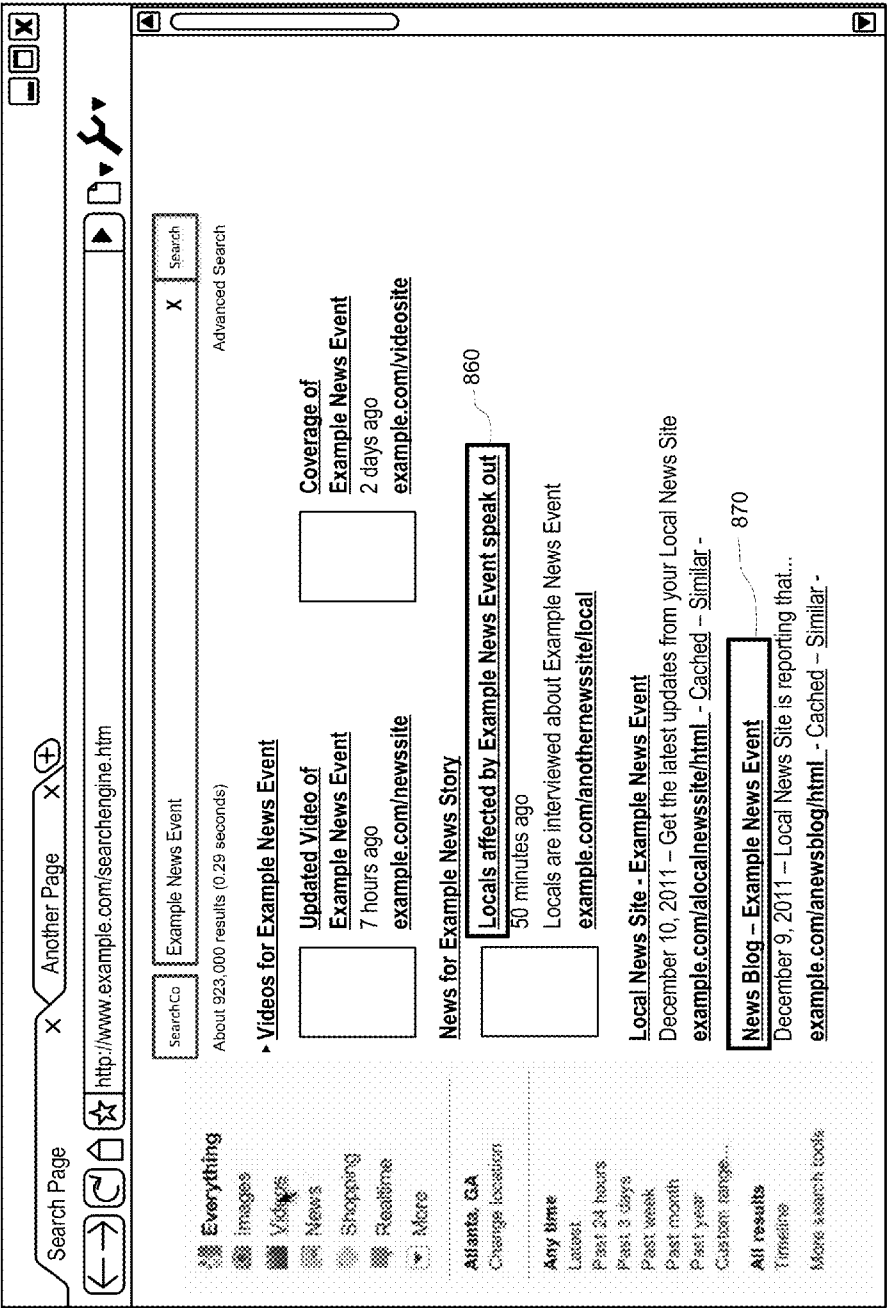 Search Page X
Another Page X
http://www.example.com/searchengine.htm
SearchCo
Example News Event X
Search
About 923,000 results (0.29 seconds)
Advanced Search
Everything
Images
Videos
News
Shopping
Realtime
More
Atlanta, GA
Change location
Any time
Latest
Past 24 hours
Past 3 days
Past week
Past month
Past year
Custom range...
All results
Timeline
More search tools
Videos for Example News Event
Updated Video of
Example News Event
7 hours ago
example.com/newssite
Coverage of
Example News Event
2 days ago
example.com/videosite
News for Example News Story
Locals affected by Example News Event speak out
860
50 minutes ago
Locals are interviewed about Example News Event
example.com/anothernewssite/local
Local News Site - Example News Event
December 10, 2011 – Get the latest updates from your Local News Site
example.com/alocalnewssite/html - Cached – Similar -
News Blog – Example News Event
870
December 9, 2011 – Local News Site is reporting that...
example.com/anewsblog/html - Cached – Similar -